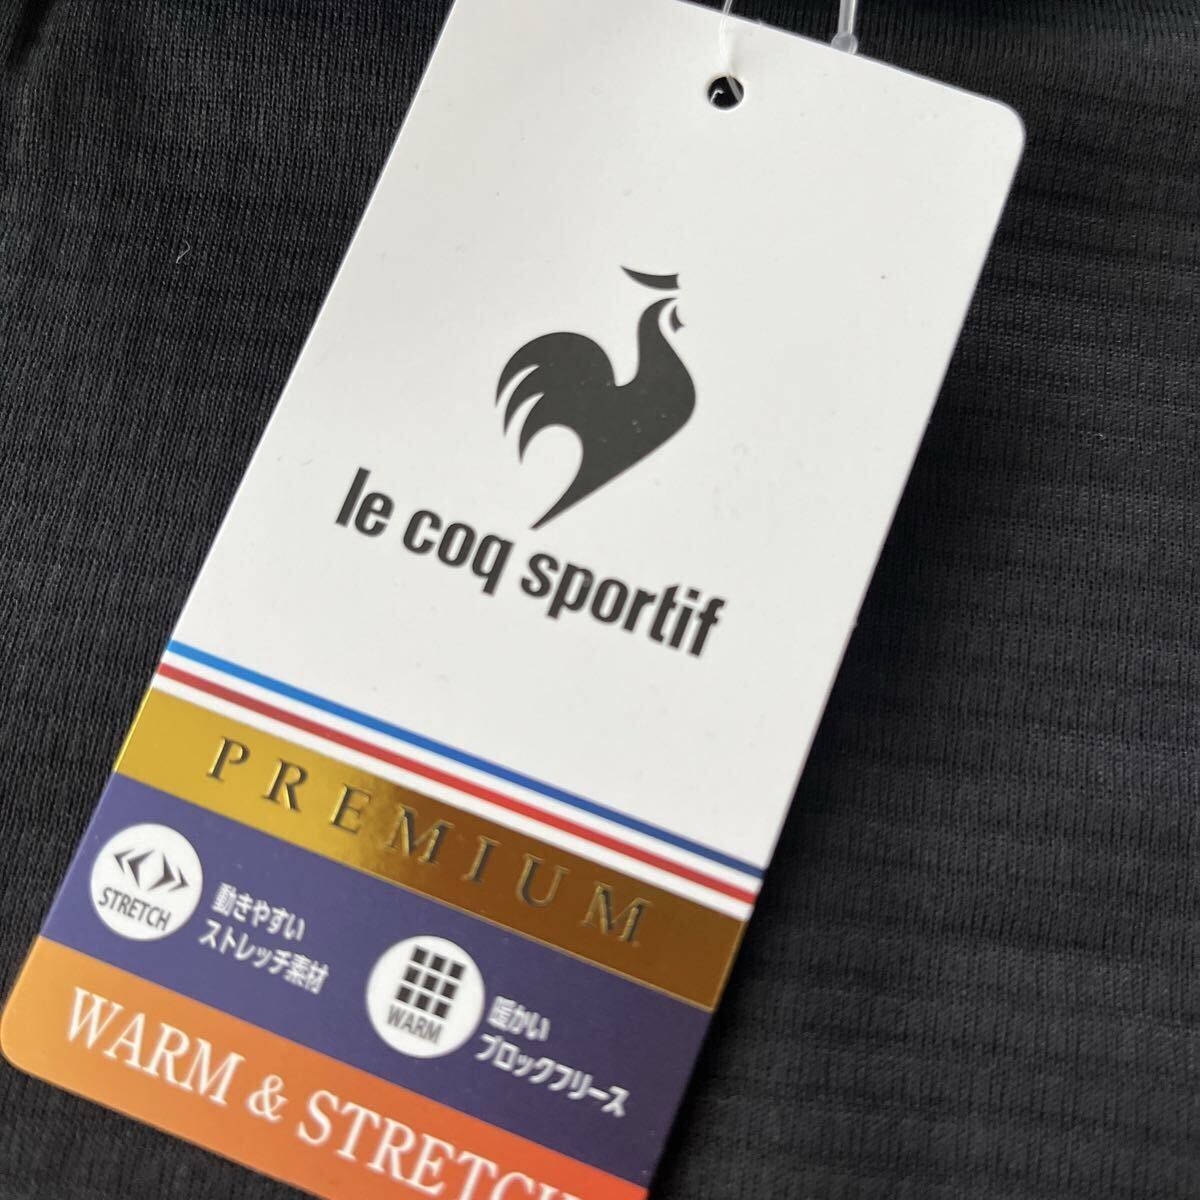 le coq sportif
PREMIUM
STRETCH
動きやすい
ストレッチ素材
WARM
暖かい
ブロックフリース
WARM & STRETCH